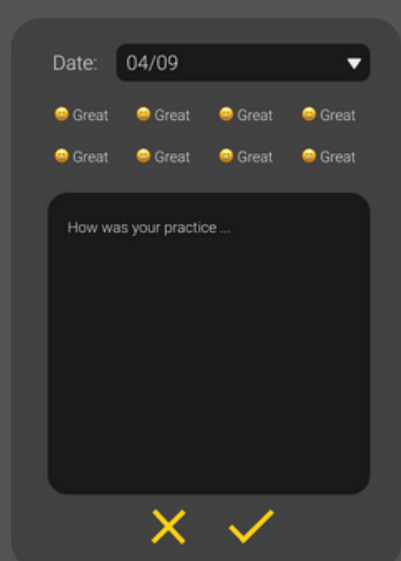 Date: 04/09
😀 Great 😀 Great 😀 Great 😀 Great
😀 Great 😀 Great 😀 Great 😀 Great
How was your practice ...